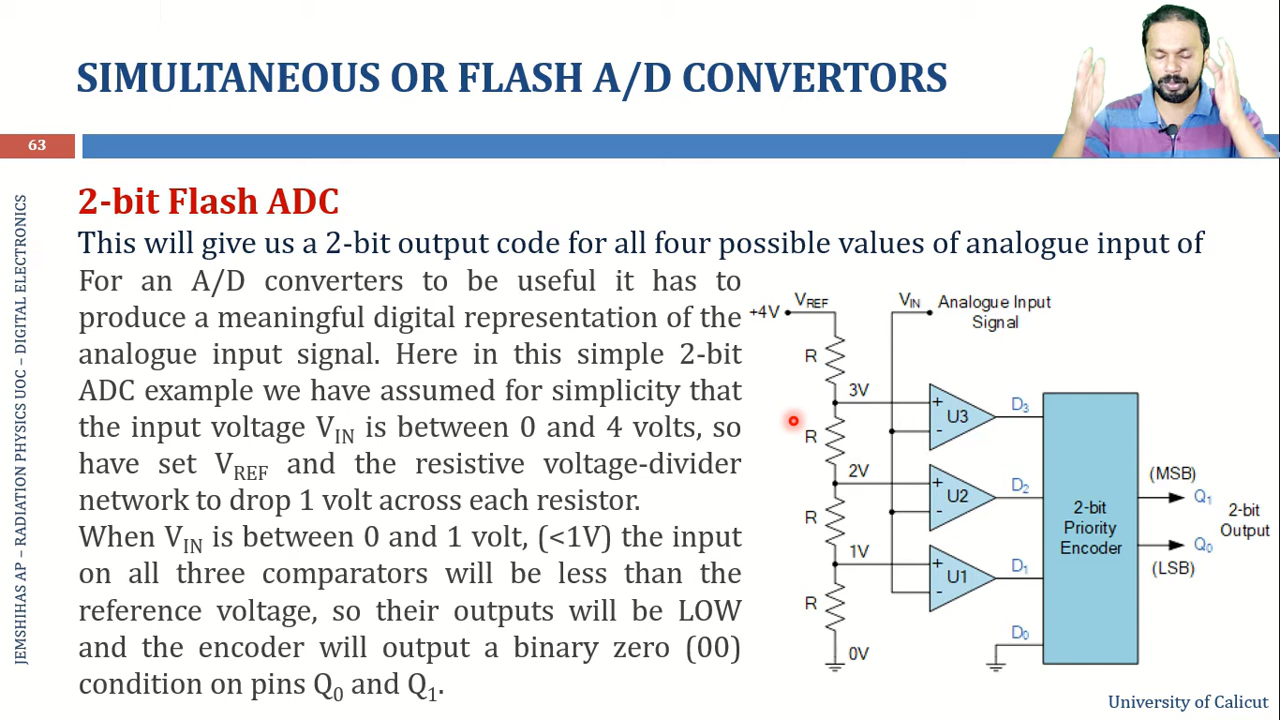 SIMULTANEOUS OR FLASH A/D CONVERTORS
63
JEMSHIHAS AP – RADIATION PHYSICS UOC – DIGITAL ELECTRONICS
2-bit Flash ADC
This will give us a 2-bit output code for all four possible values of analogue input of
For an A/D converters to be useful it has to
produce a meaningful digital representation of the
analogue input signal. Here in this simple 2-bit
ADC example we have assumed for simplicity that
the input voltage VIN is between 0 and 4 volts, so
have set VREF and the resistive voltage-divider
network to drop 1 volt across each resistor.
When VIN is between 0 and 1 volt, (<1V) the input
on all three comparators will be less than the
reference voltage, so their outputs will be LOW
and the encoder will output a binary zero (00)
condition on pins Q0 and Q1.
+4V
VREF
VIN
Analogue Input
Signal
R
3V
+
-
U3
D3
R
2V
+
-
U2
D2
R
1V
+
-
U1
D1
R
0V
D0
2-bit
Priority
Encoder
(MSB)
Q1
Q0
(LSB)
2-bit
Output
University of Calicut